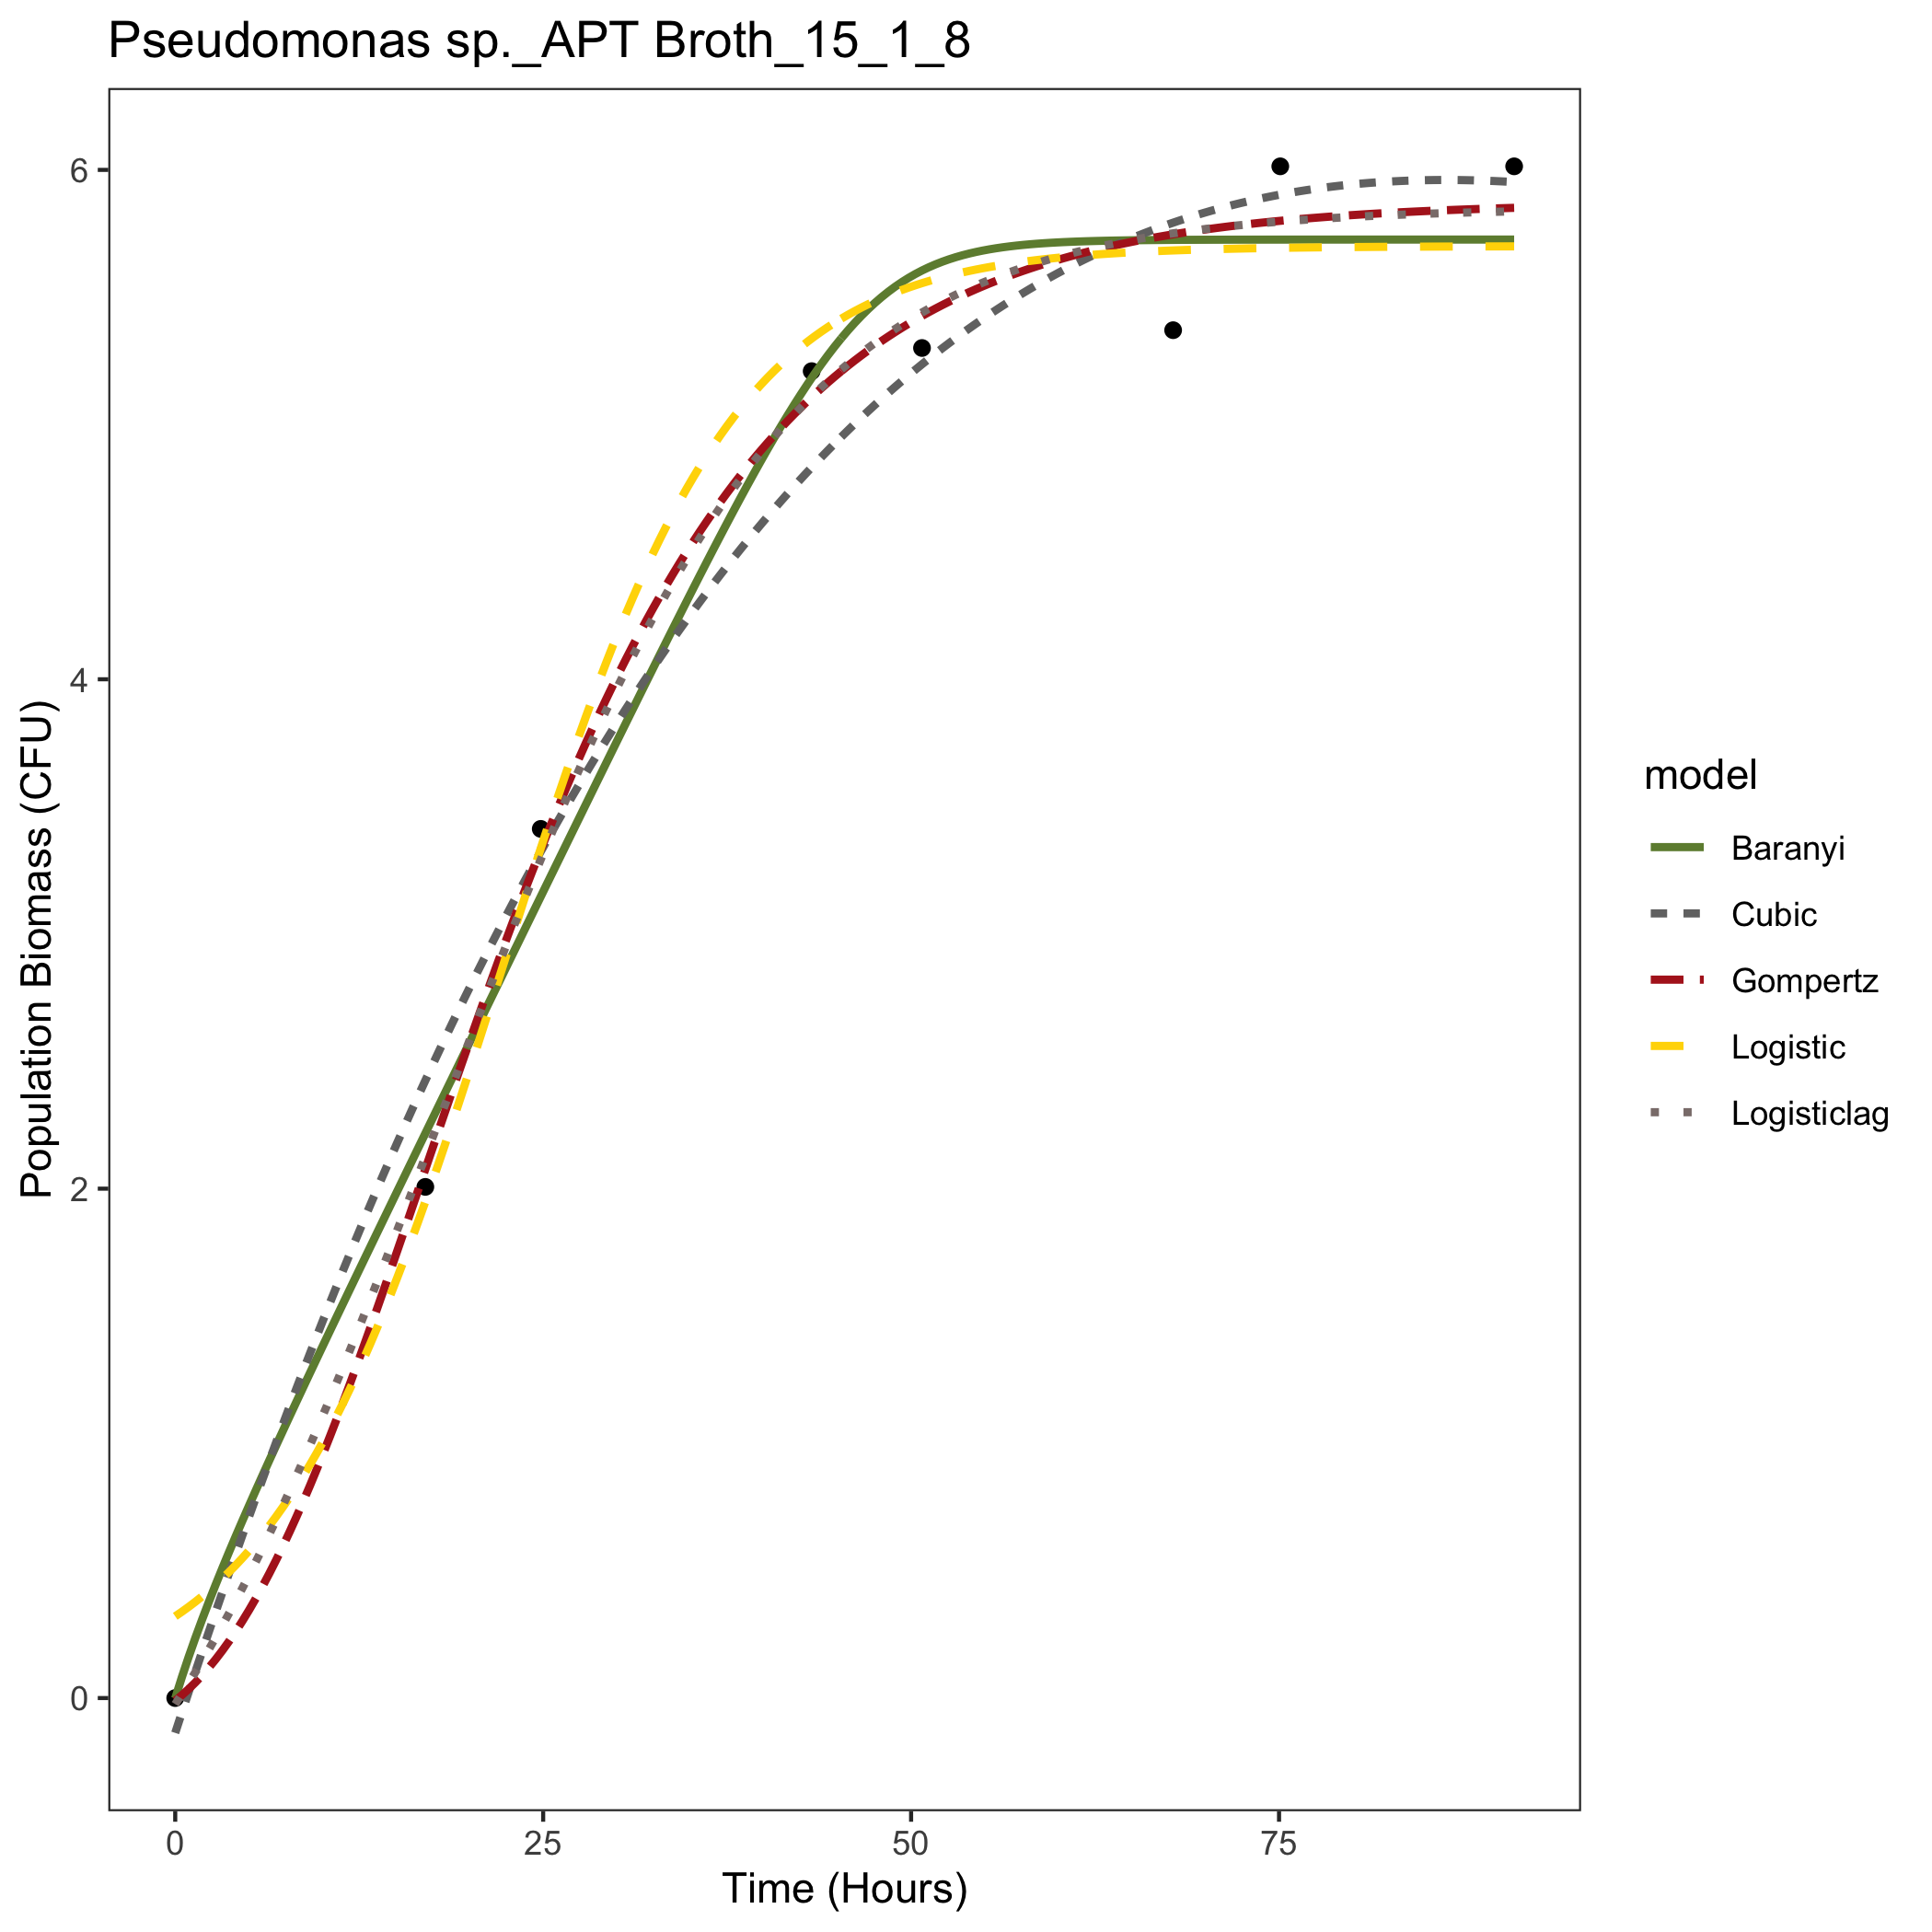 Pseudomonas sp._APT Broth_15_1_8
Population Biomass (CFU)
6
4
2
0
0
25
50
75
Time (Hours)
model
Baranyi
Cubic
Gompertz
Logistic
Logisticlag